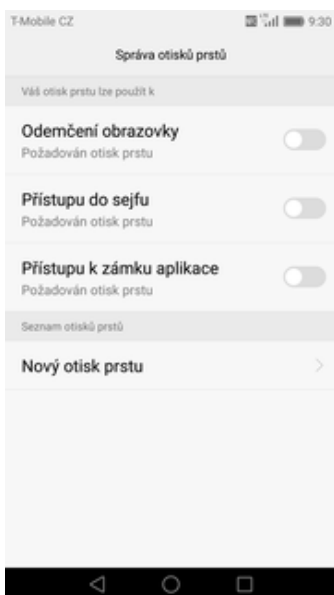 T-Mobile CZ 9:30
Správa otisků prstů
Váš otisk prstu lze použít k
Odemčení obrazovky
Požadován otisk prstu
Přístupu do sejfu
Požadován otisk prstu
Přístupu k zámku aplikace
Požadován otisk prstu
Seznam otisků prstů
Nový otisk prstu